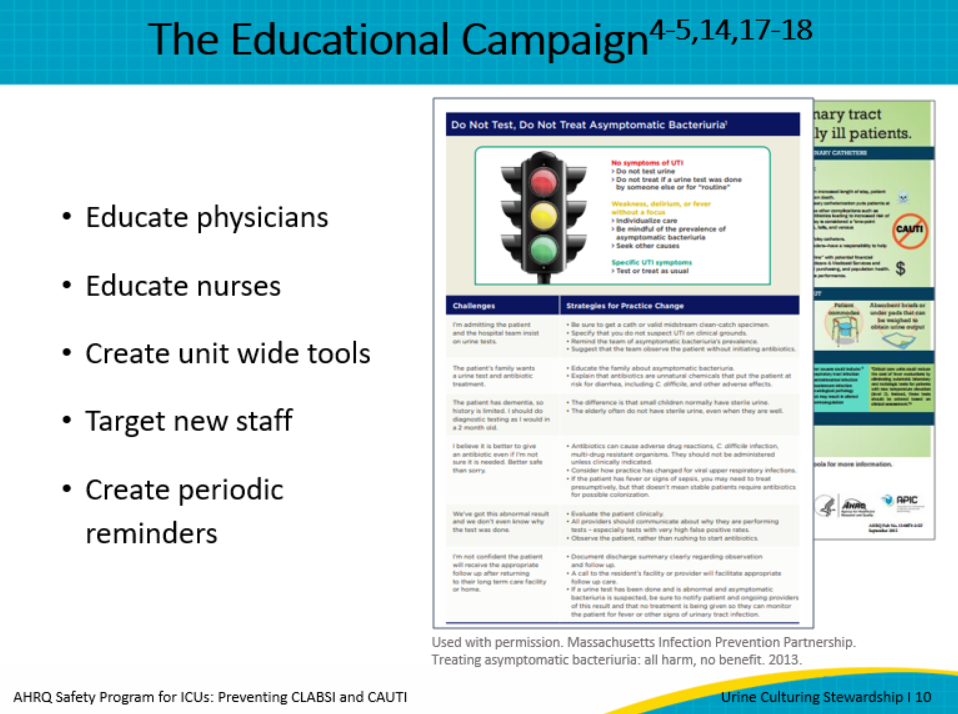 The Educational Campaign4-5,14,17-18
• Educate physicians
• Educate nurses
• Create unit wide tools
• Target new staff
• Create periodic
reminders
Do Not Test, Do Not Treat Asymptomatic Bacteriuria¹
No symptoms of UTI
› Do not test urine
› Do not treat if a urine test was done
by someone else or for “routine”
Weakness, delirium, or fever
without a focus
› Individualize care
› Be mindful of the prevalence of
asymptomatic bacteriuria
› Seek other causes
Specific UTI symptoms
› Test or treat as usual
Challenges
Strategies for Practice Change
I'm admitting the patient
and the hospital team insist
on urine tests.
• Be sure to get a cath or valid midstream clean-catch specimen.
• Specify that you do not suspect UTI on clinical grounds.
• Remind the team of asymptomatic bacteriuria's prevalence.
• Suggest that the team observe the patient without initiating antibiotics.
The patient's family wants
a urine test and antibiotic
treatment.
• Educate the family about asymptomatic bacteriuria.
• Explain that antibiotics are unnatural chemicals that put the patient at
risk for diarrhea, including C. difficile, and other adverse effects.
The patient has dementia, so
history is limited. I should do
diagnostic testing as I would in
a 2 month old.
• The difference is that small children normally have sterile urine.
• The elderly often do not have sterile urine, even when they are well.
I believe it is better to give
an antibiotic even if I'm not
sure it is needed. Better safe
than sorry.
• Antibiotics can cause adverse drug reactions, C. difficile infection,
multi-drug resistant organisms. They should not be administered
unless clinically indicated.
• Consider how practice has changed for viral upper respiratory infections.
• If the patient has fever or signs of sepsis, you may need to treat
presumptively, but that doesn't mean stable patients require antibiotics
for possible colonization.
We've got this abnormal result
and we don't even know why
the test was done.
• Evaluate the patient clinically.
• All providers should communicate about why they are performing
tests – especially tests with very high false positive rates.
• Observe the patient, rather than rushing to start antibiotics.
I'm not confident the patient
will receive the appropriate
follow up after returning
to their long term care facility
or home.
• Document discharge summary clearly regarding observation
and follow up.
• A call to the resident's facility or provider will facilitate appropriate
follow up care.
• If a urine test has been done and is abnormal and asymptomatic
bacteriuria is suspected, be sure to notify patient and ongoing providers
of this result and that no treatment is being given so they can monitor
the patient for fever or other signs of urinary tract infection.
nary tract
ly ill patients.
INARY CATHETERS
CAUTI
$
Patient
commodes
Absorbent briefs or
under pads that can
be weighed to
obtain urine output
ools for more information.
AHRQ
APIC
Used with permission. Massachusetts Infection Prevention Partnership.
Treating asymptomatic bacteriuria: all harm, no benefit. 2013.
AHRQ Safety Program for ICUs: Preventing CLABSI and CAUTI
Urine Culturing Stewardship I 10